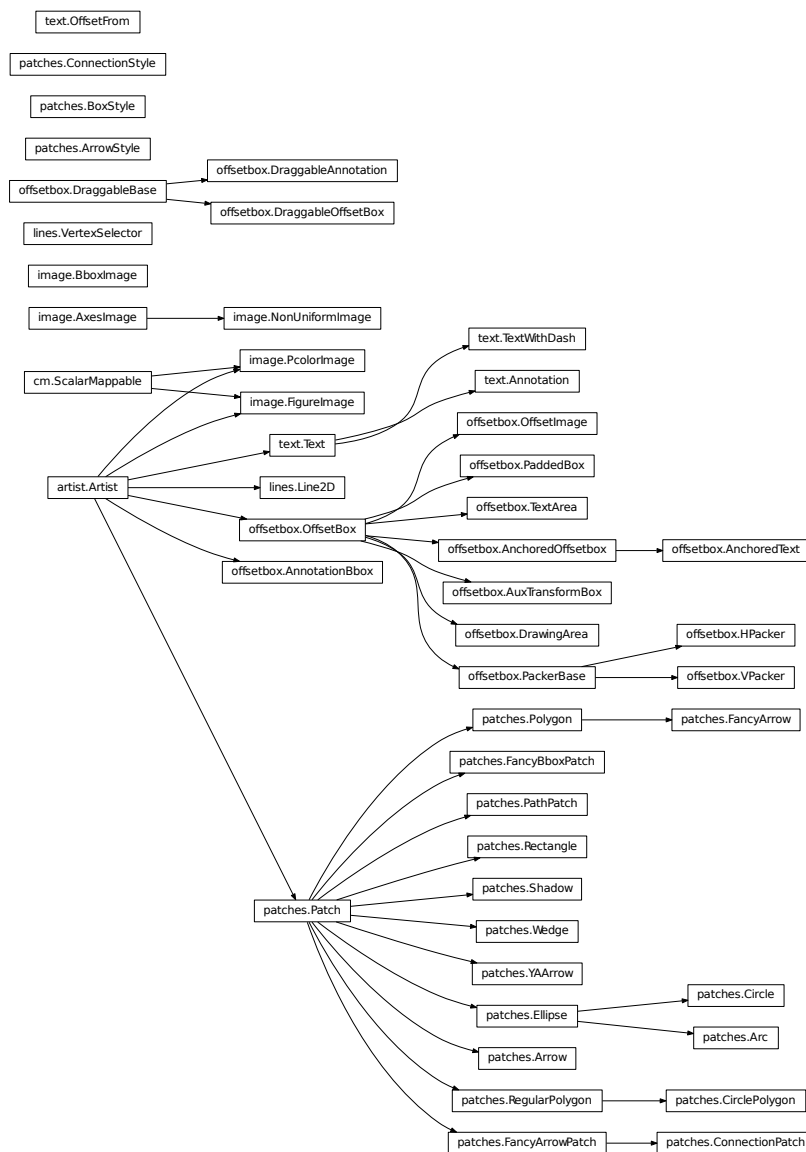 text.OffsetFrom
patches.ConnectionStyle
patches.BoxStyle
patches.ArrowStyle
offsetbox.DraggableAnnotation
offsetbox.DraggableBase
offsetbox.DraggableOffsetBox
lines.VertexSelector
image.BboxImage
image.AxesImage
image.NonUniformImage
text.TextWithDash
image.PcolorImage
cm.ScalarMappable
text.Annotation
image.FigureImage
offsetbox.OffsetImage
text.Text
offsetbox.PaddedBox
artist.Artist
lines.Line2D
offsetbox.TextArea
offsetbox.OffsetBox
offsetbox.AnchoredOffsetbox
offsetbox.AnchoredText
offsetbox.AnnotationBbox
offsetbox.AuxTransformBox
offsetbox.DrawingArea
offsetbox.HPacker
offsetbox.PackerBase
offsetbox.VPacker
patches.Polygon
patches.FancyArrow
patches.FancyBboxPatch
patches.PathPatch
patches.Rectangle
patches.Shadow
patches.Patch
patches.Wedge
patches.YAArrow
patches.Circle
patches.Ellipse
patches.Arc
patches.Arrow
patches.RegularPolygon
patches.CirclePolygon
patches.FancyArrowPatch
patches.ConnectionPatch